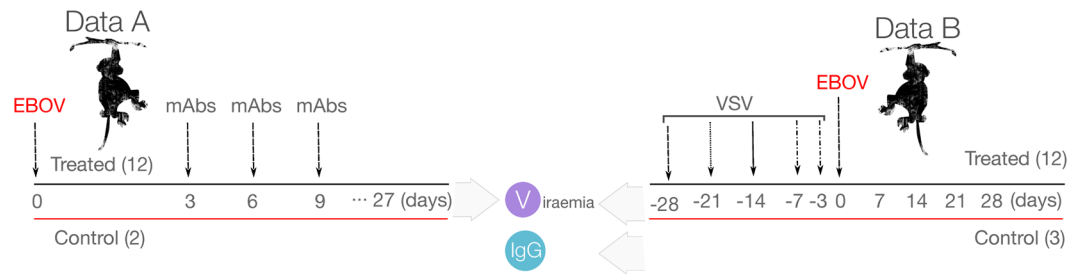 Data A
EBOV
mAbs mAbs mAbs
Treated (12)
0 3 6 9 ··· 27 (days)
Control (2)
V iraemia
IgG
Data B
EBOV
VSV
Treated (12)
-28 -21 -14 -7 -3 0 7 14 21 28 (days)
Control (3)